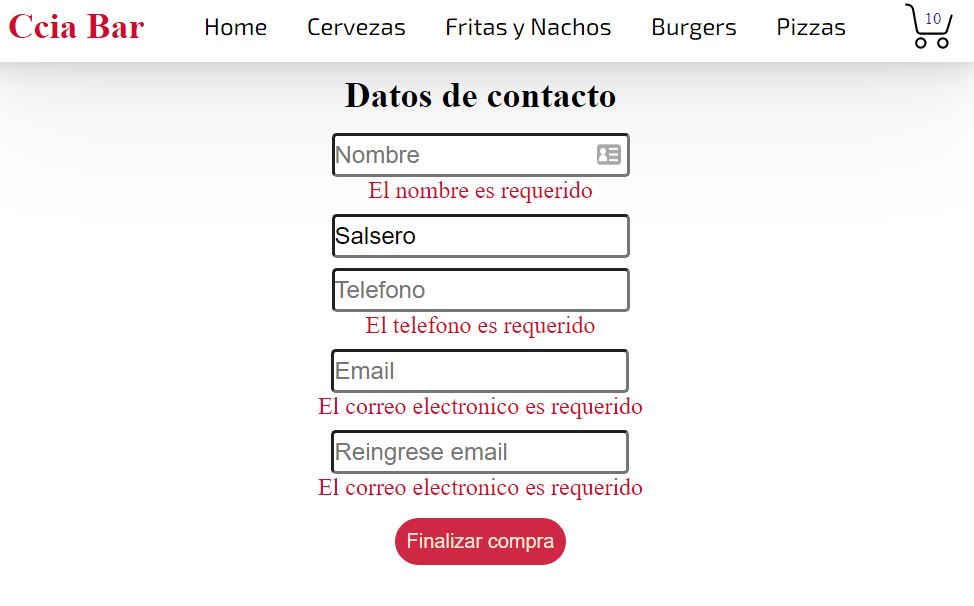 Ccia Bar Home Cervezas Fritas y Nachos Burgers Pizzas 10
Datos de contacto
Nombre
El nombre es requerido
Salsero
Telefono
El telefono es requerido
Email
El correo electronico es requerido
Reingrese email
El correo electronico es requerido
Finalizar compra